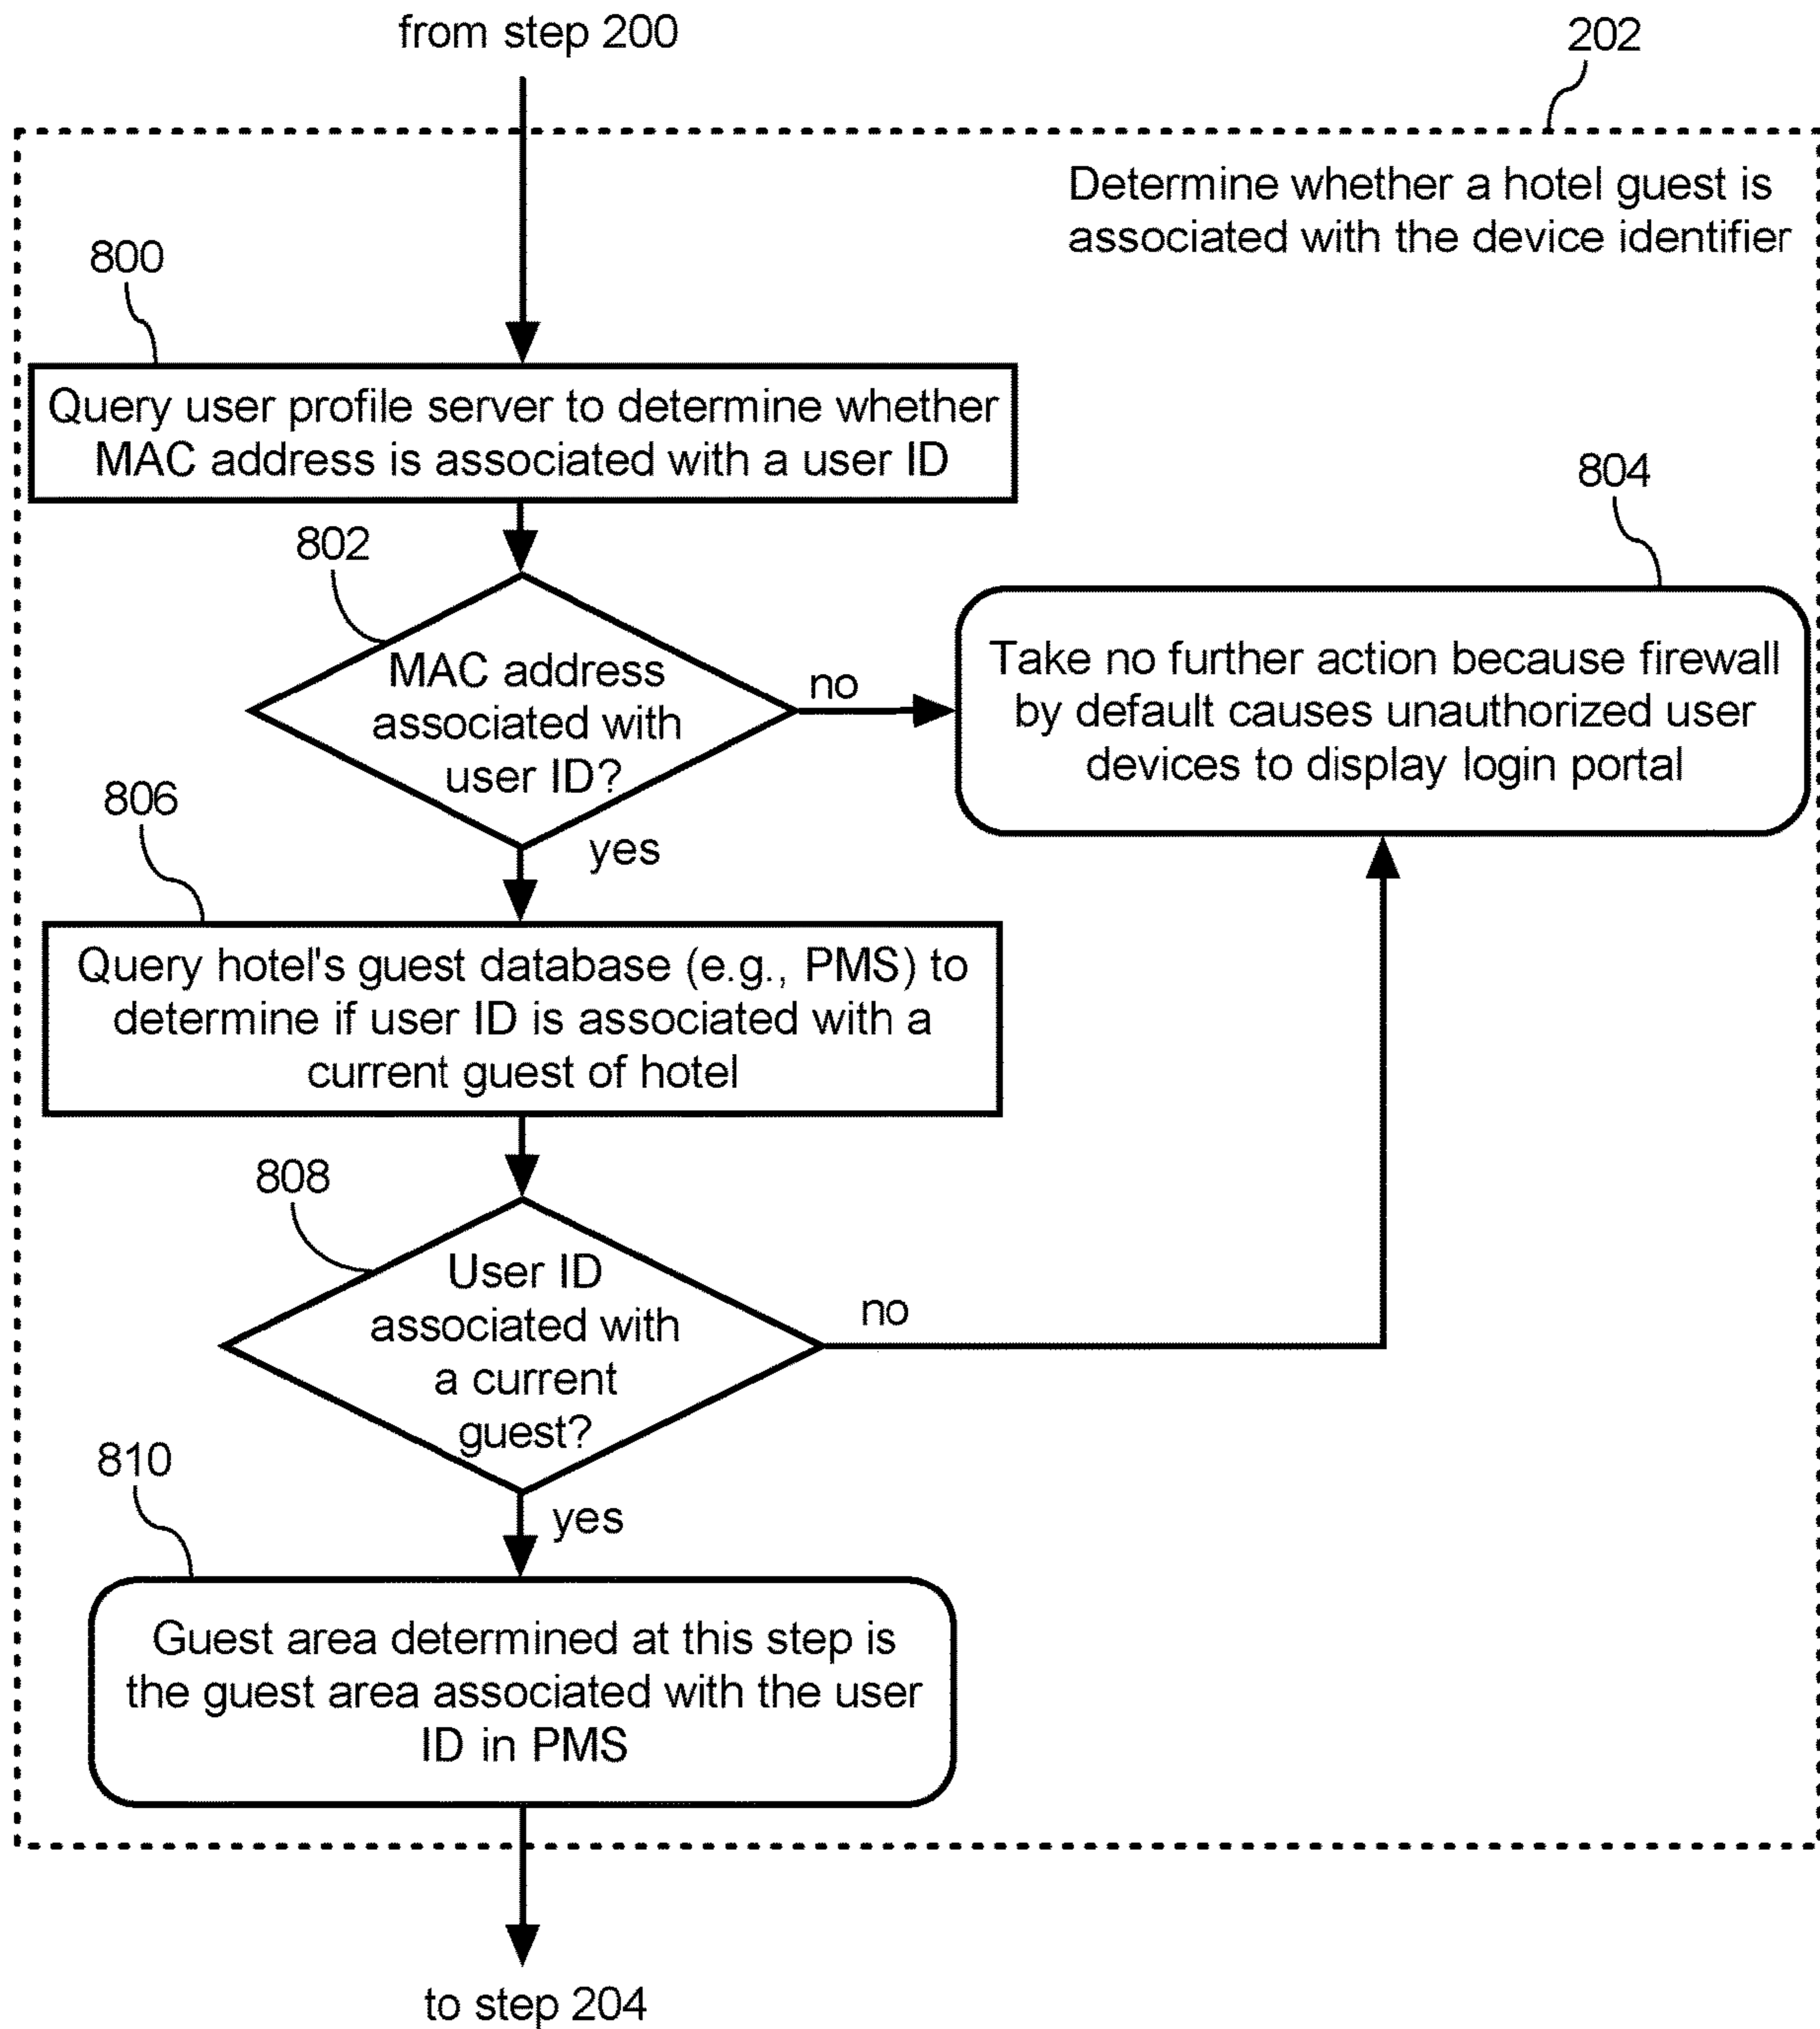 from step 200
202
Determine whether a hotel guest is
associated with the device identifier
800
Query user profile server to determine whether
MAC address is associated with a user ID
802
MAC address
associated with
user ID?
no
yes
804
Take no further action because firewall
by default causes unauthorized user
devices to display login portal
806
Query hotel's guest database (e.g., PMS) to
determine if user ID is associated with a
current guest of hotel
808
User ID
associated with
a current
guest?
no
yes
810
Guest area determined at this step is
the guest area associated with the user
ID in PMS
to step 204